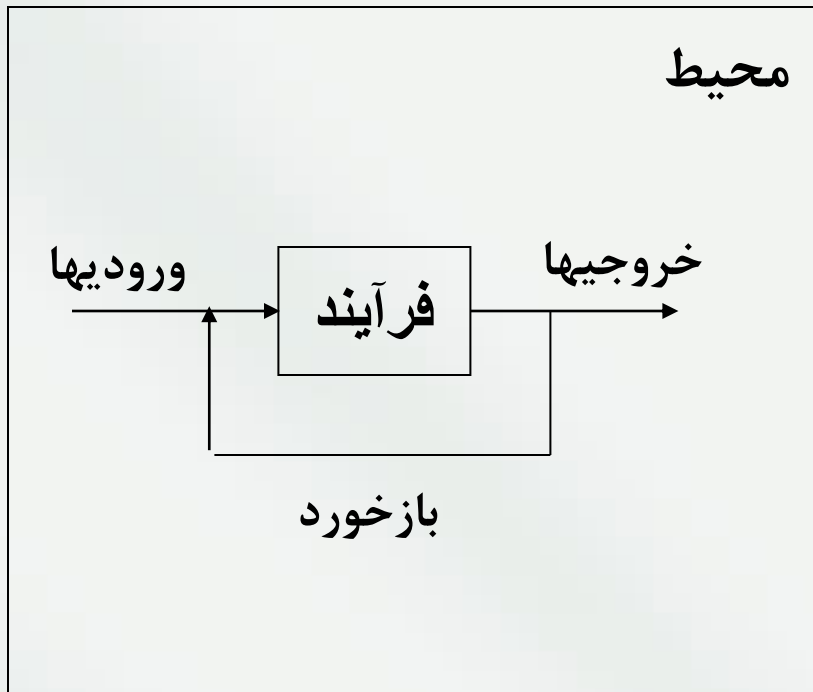 محیط
خروجیها
ورودیها
فرآیند
بازخورد